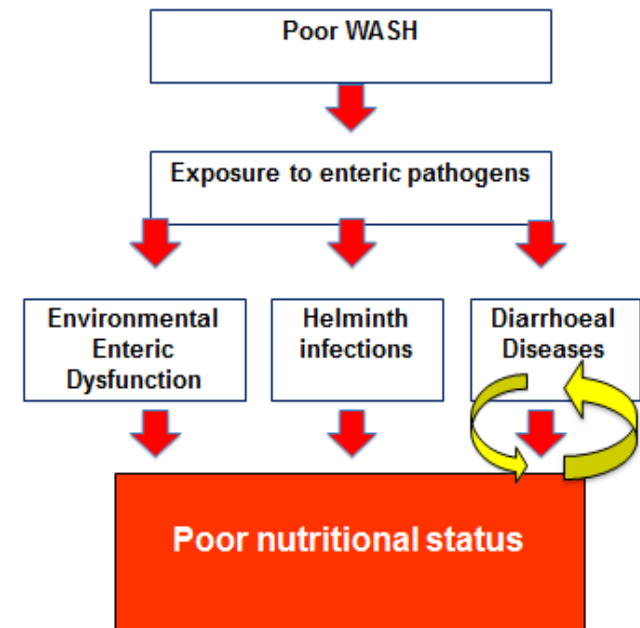 Poor WASH
Exposure to enteric pathogens
Environmental
Enteric
Dysfunction
Helminth
infections
Diarrhoeal
Diseases
Poor nutritional status